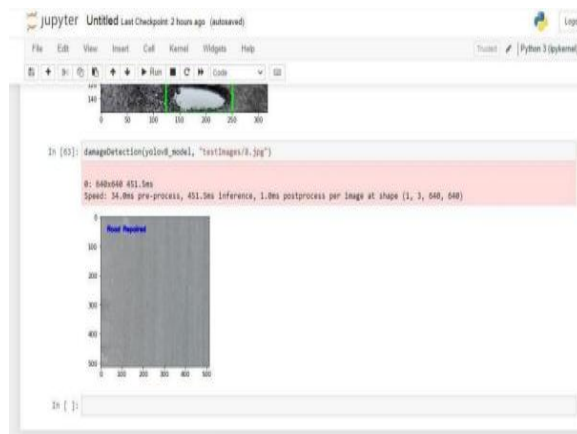 jupyter Untitled Last Checkpoint: 2 hours ago (autosaved)
File Edit View Insert Cell Kernel Widgets Help
Trusted Python 3 (ipykernel)
Run Code
140
0 50 100 150 200 250 300
In [63]: damageDetection(yolov8_model, "testImages/3.jpg")
0: 640x640 451.5ms
Speed: 34.0ms pre-process, 451.5ms inference, 1.0ms postprocess per image at shape (1, 3, 640, 640)
0
Road Repaired
100
200
300
400
500
0 100 200 300 400 500
In [ ]: